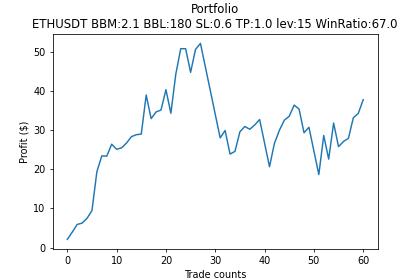 Portfolio
ETHUSDT BBM:2.1 BBL:180 SL:0.6 TP:1.0 lev:15 WinRatio:67.0
50
40
30
20
10
0
Profit ($)
0 10 20 30 40 50 60
Trade counts